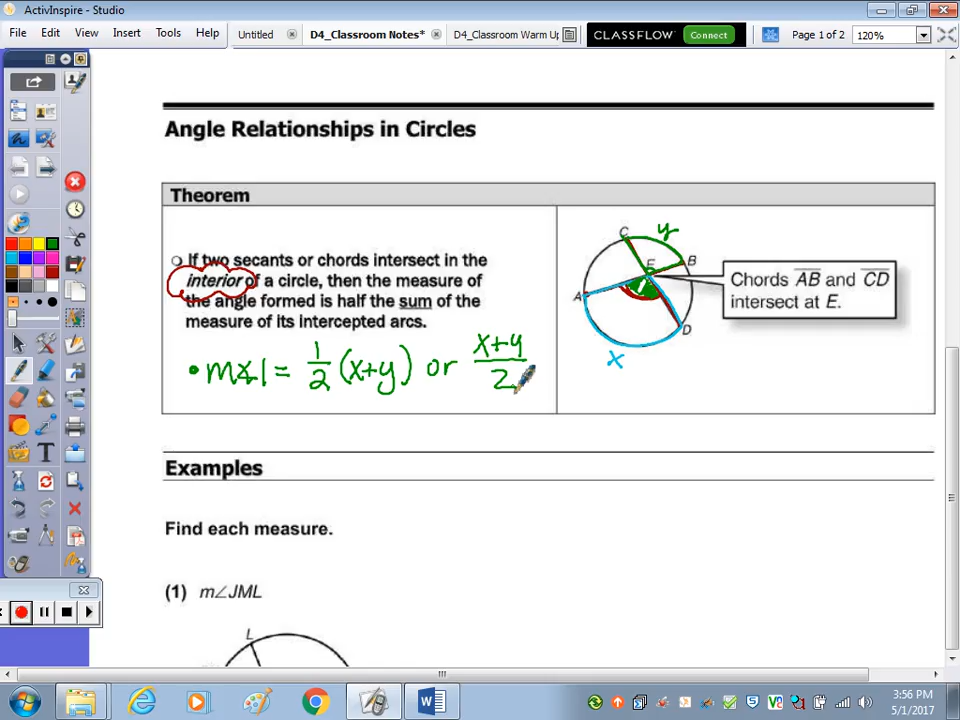 ActivInspire - Studio
File Edit View Insert Tools Help Untitled D4_Classroom Notes* D4_Classroom Warm Up CLASSFLOW Connect Page 1 of 2 120%
Angle Relationships in Circles
Theorem
If two secants or chords intersect in the
interior of a circle, then the measure of
the angle formed is half the sum of the
measure of its intercepted arcs.
• m∡1 = 1/2 (x+y) or x+y/2
C y
E B
A 1
D
x
Chords AB and CD
intersect at E.
Examples
Find each measure.
(1) m∠JML
L
3:56 PM
5/1/2017